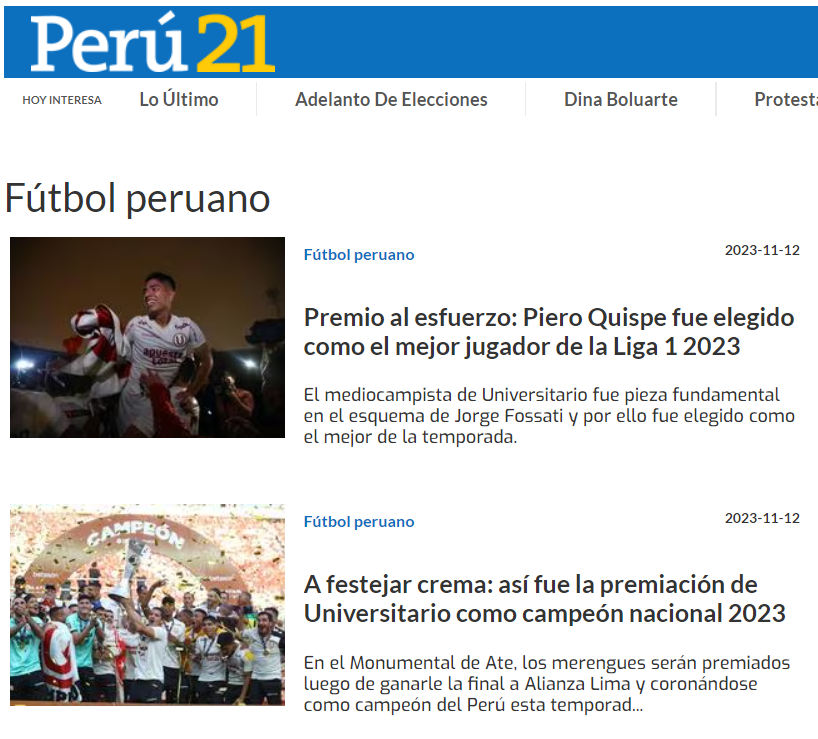 Perú 21
HOY INTERESA Lo Último Adelanto De Elecciones Dina Boluarte
Fútbol peruano
Fútbol peruano 2023-11-12
Premio al esfuerzo: Piero Quispe fue elegido
como el mejor jugador de la Liga 1 2023
El mediocampista de Universitario fue pieza fundamental
en el esquema de Jorge Fossati y por ello fue elegido como
el mejor de la temporada.
CAMPEÓN
Fútbol peruano 2023-11-12
A festejar crema: así fue la premiación de
Universitario como campeón nacional 2023
En el Monumental de Ate, los merengues serán premiados
luego de ganarle la final a Alianza Lima y coronándose
como campeón del Perú esta temporad...